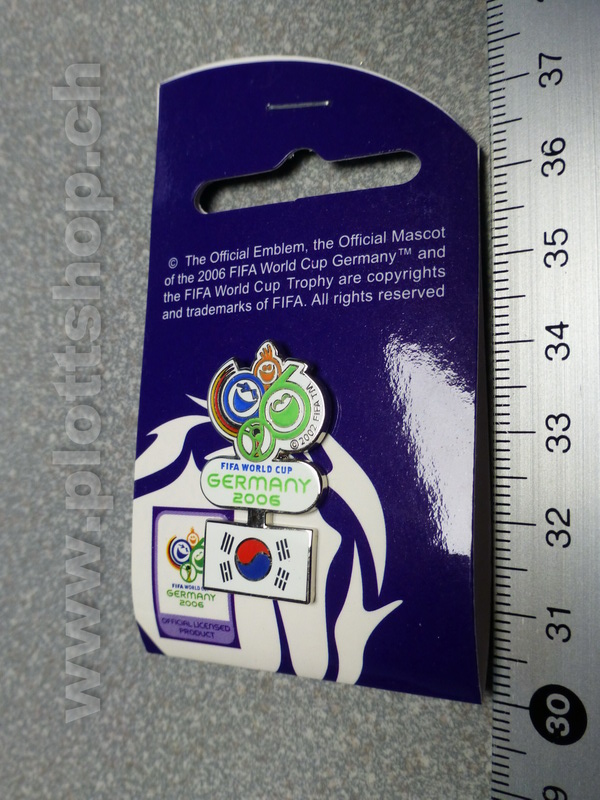 © The Official Emblem, the Official Mascot
of the 2006 FIFA World Cup Germany™ and
the FIFA World Cup Trophy are copyrights
and trademarks of FIFA. All rights reserved
©2002 FIFA TM
FIFA WORLD CUP
GERMANY
2006
FIFA WORLD CUP
GERMANY
2006
OFFICIAL LICENSED
PRODUCT
37
36
35
34
33
32
31
30
9
www.plottshop.ch